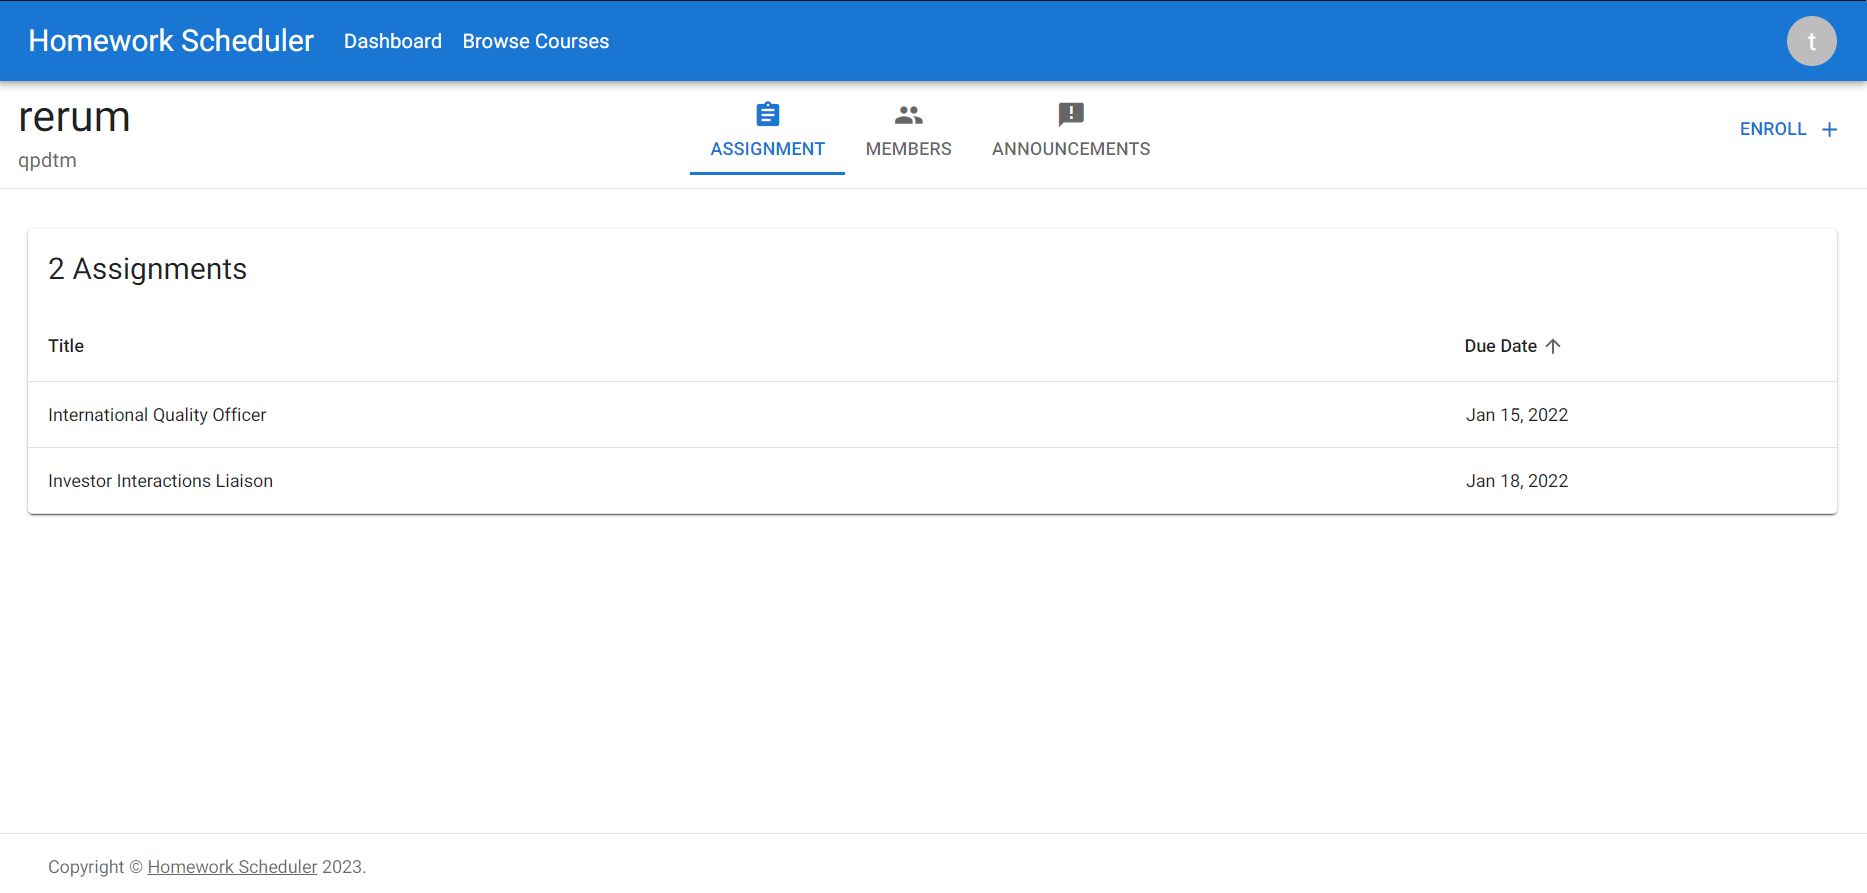 Homework Scheduler Dashboard Browse Courses t
rerum
qpdtm
ASSIGNMENT MEMBERS ANNOUNCEMENTS
ENROLL +
2 Assignments
Title Due Date
International Quality Officer Jan 15, 2022
Investor Interactions Liaison Jan 18, 2022
Copyright © Homework Scheduler 2023.